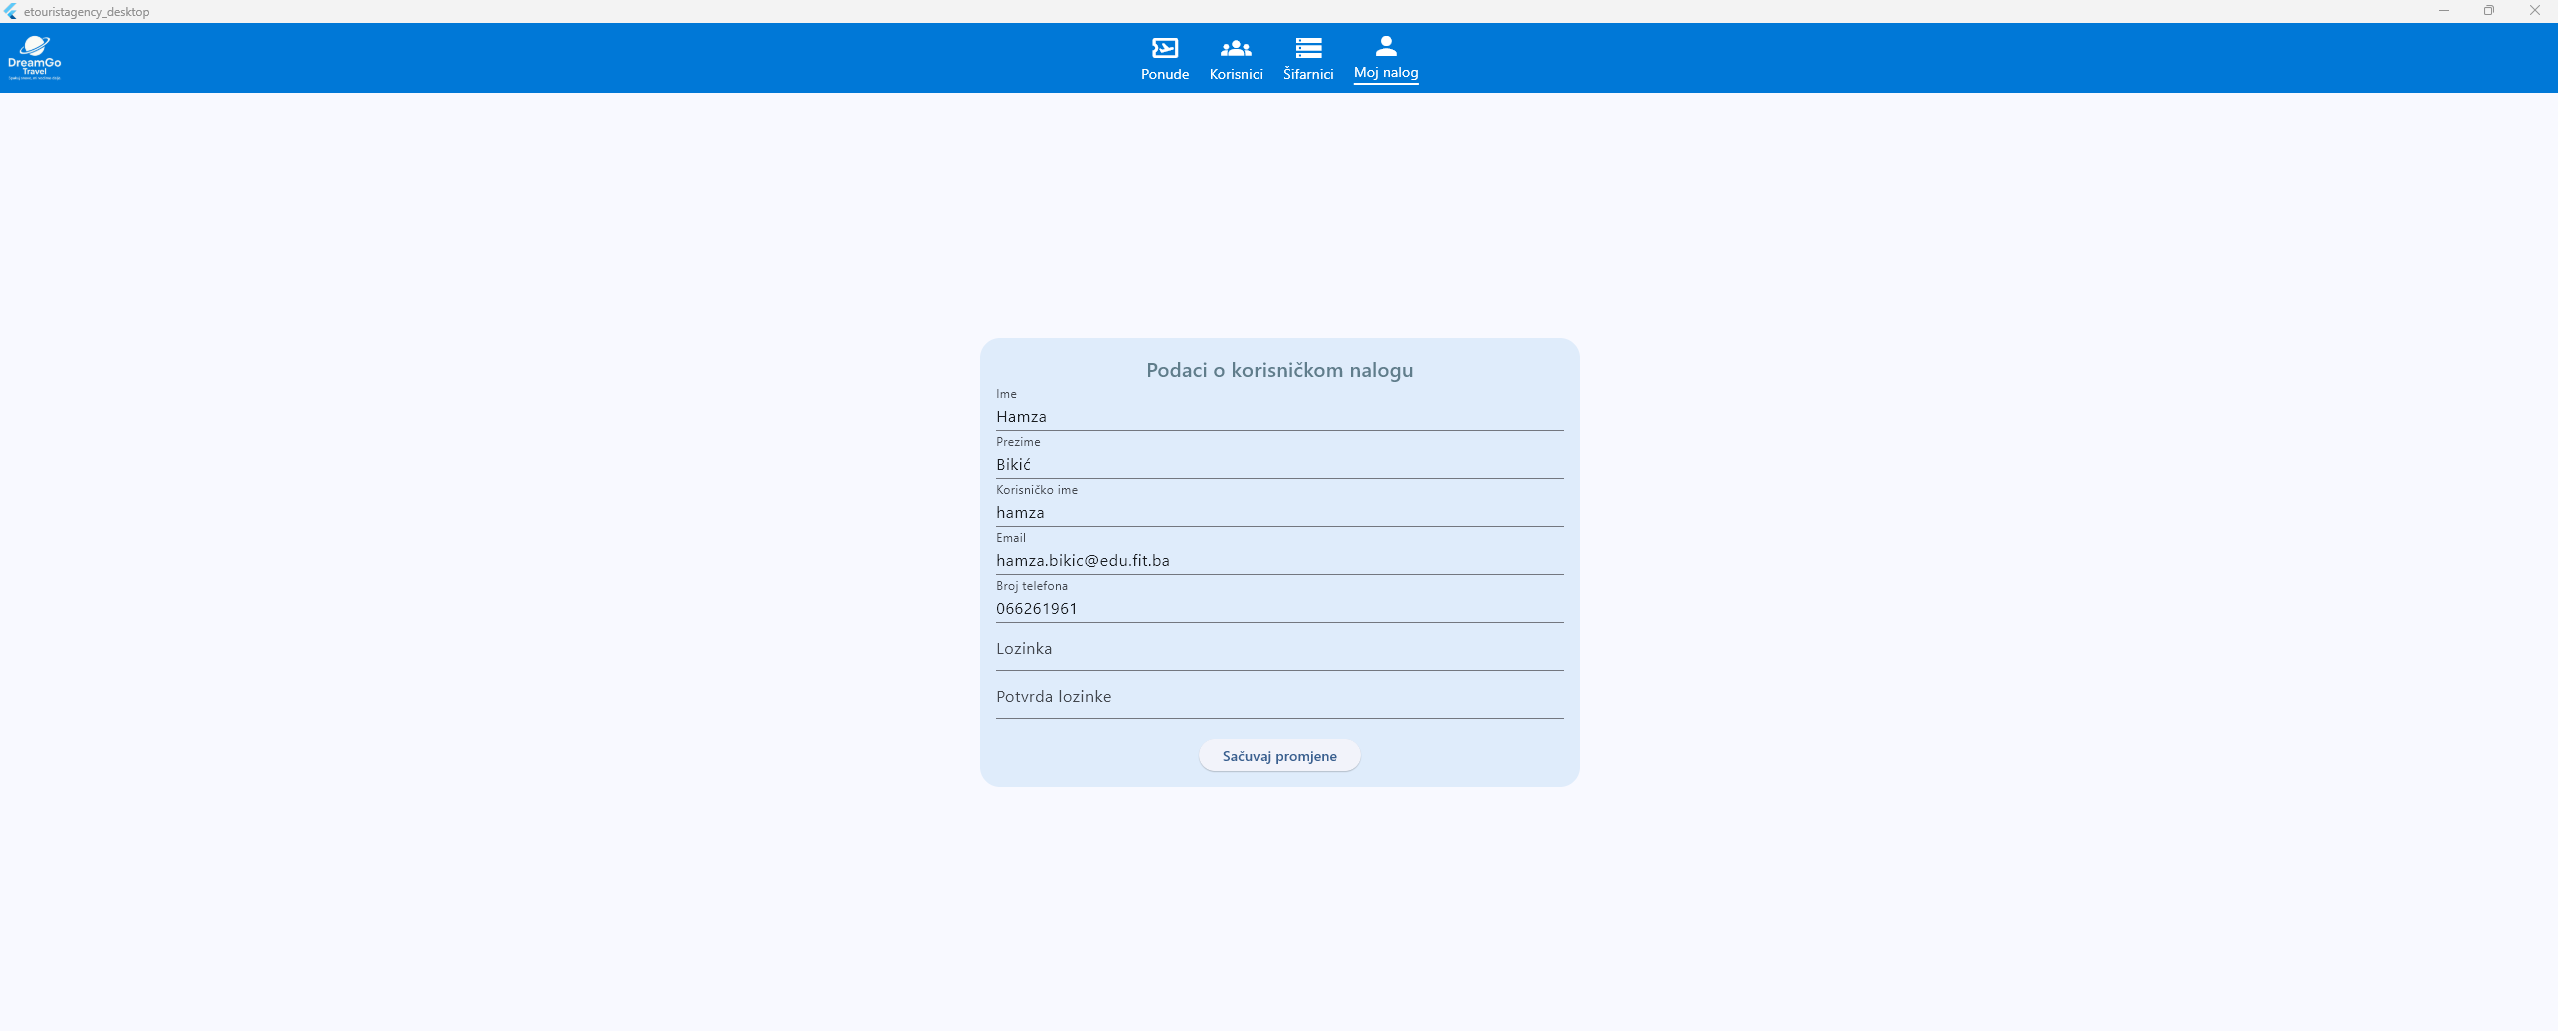 etouristagency_desktop
DreamGo
Travel
Ponude
Korisnici
Šifarnici
Moj nalog
Podaci o korisničkom nalogu
Ime
Hamza
Prezime
Bikić
Korisničko ime
hamza
Email
hamza.bikic@edu.fit.ba
Broj telefona
066261961
Lozinka
Potvrda lozinke
Sačuvaj promjene